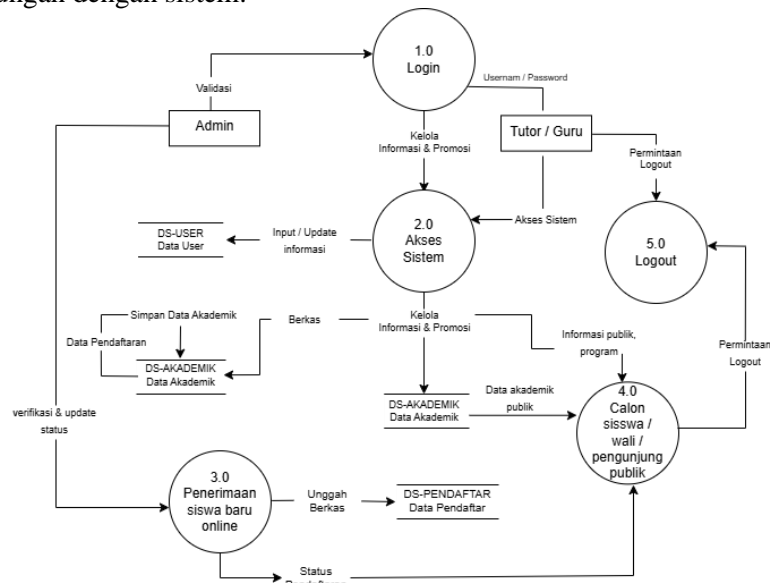 dengan sistem.
1.0
Login
Usernam / Password
Validasi
Admin
Kelola
Informasi & Promosi
Tutor / Guru
Permintaan
Logout
DS-USER
Data User
Input / Update
informasi
2.0
Akses
Sistem
Akses Sistem
5.0
Logout
Simpan Data Akademik
Data Pendaftaran
Berkas
Kelola
Informasi & Promosi
Informasi publik,
program
Permintaan
Logout
DS-AKADEMIK
Data Akademik
DS-AKADEMIK
Data Akademik
Data akademik
publik
4.0
Calon
sisswa /
wali /
pengunjung
publik
verifikasi & update
status
3.0
Penerimaan
siswa baru
online
Unggah
Berkas
DS-PENDAFTAR
Data Pendaftar
Status